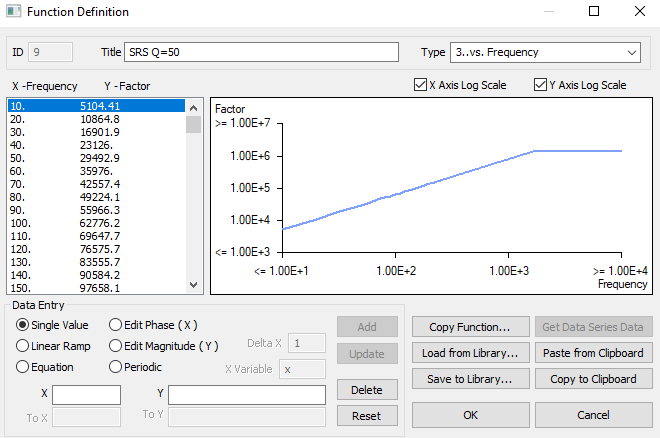 Function Definition
ID 9 Title SRS Q=50 Type 3..vs. Frequency
X -Frequency Y -Factor X Axis Log Scale Y Axis Log Scale
10. 5104.41
20. 10864.8
30. 16901.9
40. 23126.
50. 29492.9
60. 35976.
70. 42557.4
80. 49224.1
90. 55966.3
100. 62776.2
110. 69647.7
120. 76575.7
130. 83555.7
140. 90584.2
150. 97658.1
Factor
>= 1.00E+7
1.00E+6
1.00E+5
1.00E+4
<= 1.00E+3
<= 1.00E+1 1.00E+2 1.00E+3 >= 1.00E+4
Frequency
Data Entry
Single Value Edit Phase ( X ) Add
Linear Ramp Edit Magnitude ( Y ) Delta X 1 Update
Equation Periodic X Variable x
X Y Delete
To X To Y Reset
Copy Function... Get Data Series Data
Load from Library... Paste from Clipboard
Save to Library... Copy to Clipboard
OK Cancel